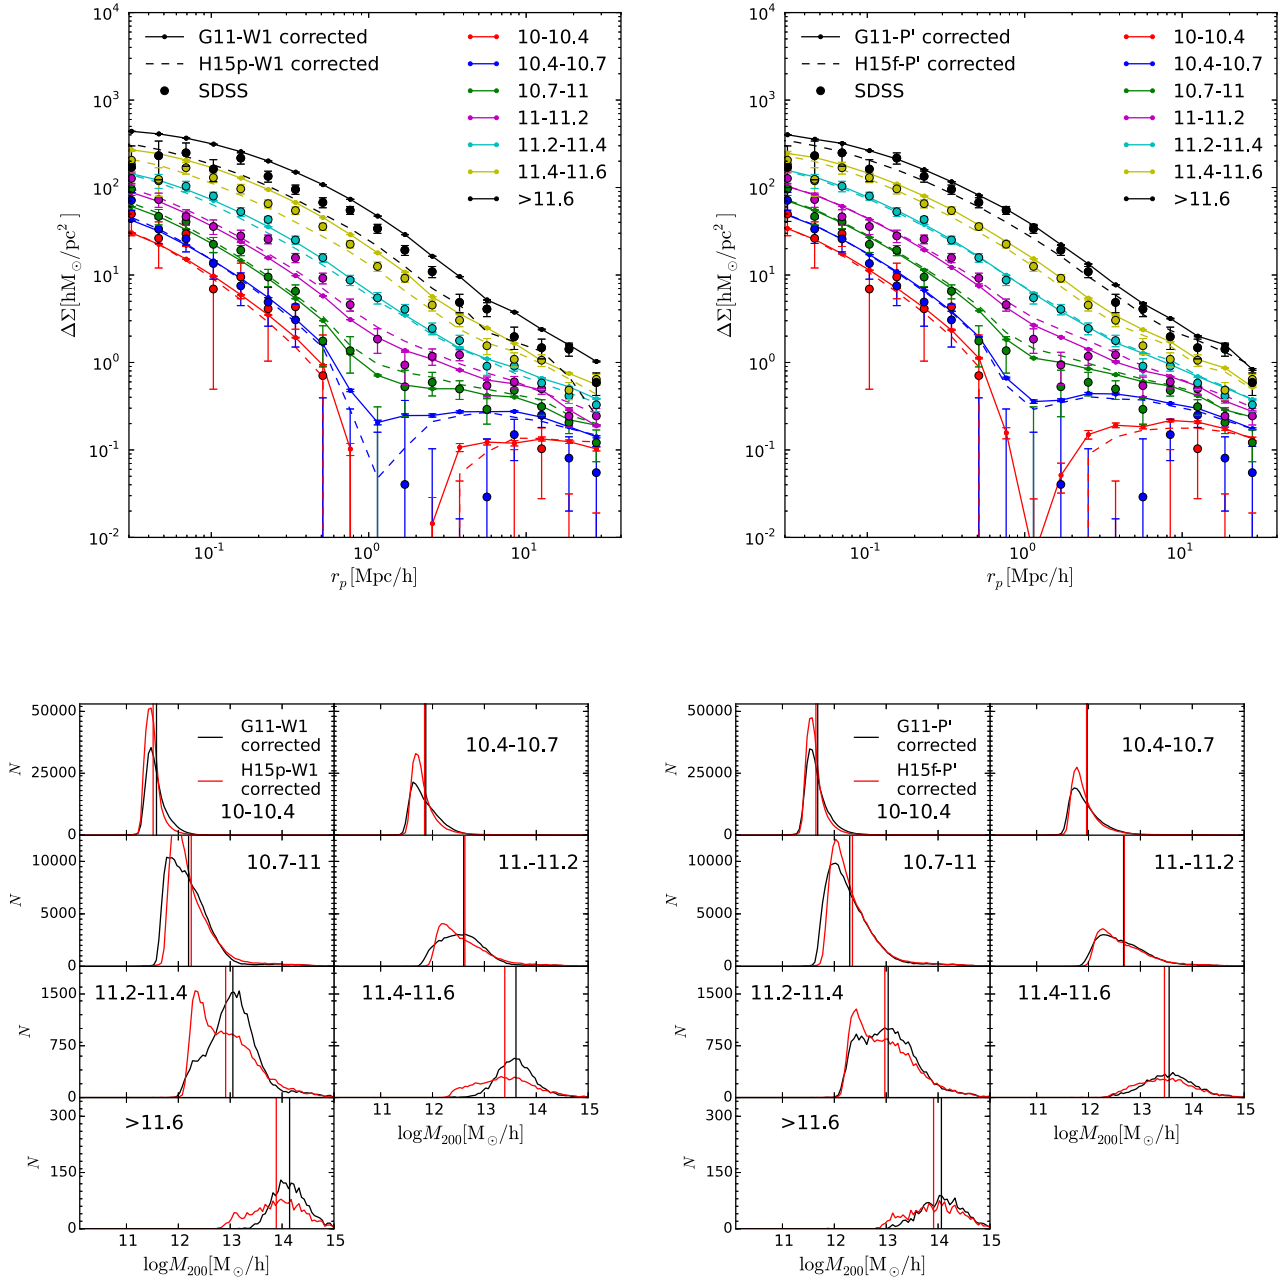 G11-W1 corrected
H15p-W1 corrected
SDSS
10-10.4
10.4-10.7
10.7-11
11-11.2
11.2-11.4
11.4-11.6
>11.6
10^4
10^3
10^2
10^1
10^0
10^-1
10^-2
ΔΣ[hM⊙/pc²]
10^-1
10^0
10^1
r_p[Mpc/h]
G11-P'  corrected
H15f-P'  corrected
SDSS
10-10.4
10.4-10.7
10.7-11
11-11.2
11.2-11.4
11.4-11.6
>11.6
10^4
10^3
10^2
10^1
10^0
10^-1
10^-2
ΔΣ[hM⊙/pc²]
10^-1
10^0
10^1
r_p[Mpc/h]
50000
25000
0
N
G11-W1
corrected
H15p-W1
corrected
10-10.4
10.4-10.7
10000
5000
0
N
10.7-11
11.-11.2
1500
750
0
N
11.2-11.4
11.4-11.6
11 12 13 14 15
logM_200[M⊙/h]
300
150
0
N
>11.6
11 12 13 14 15
logM_200[M⊙/h]
50000
25000
0
N
G11-P'
corrected
H15f-P'
corrected
10-10.4
10.4-10.7
10000
5000
0
N
10.7-11
11.-11.2
1500
750
0
N
11.2-11.4
11.4-11.6
11 12 13 14 15
logM_200[M⊙/h]
300
150
0
N
>11.6
11 12 13 14 15
logM_200[M⊙/h]